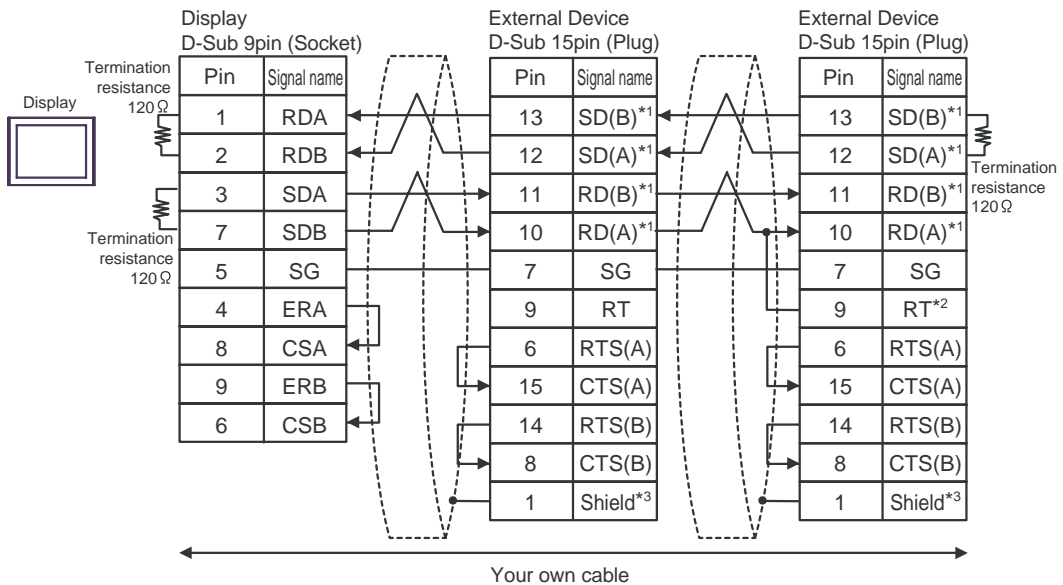 Display
D-Sub 9pin (Socket)
External Device
D-Sub 15pin (Plug)
External Device
D-Sub 15pin (Plug)
Display
Termination
resistance
120Ω
Termination
resistance
120Ω
Pin Signal name
1 RDA
2 RDB
3 SDA
7 SDB
5 SG
4 ERA
8 CSA
9 ERB
6 CSB
Pin Signal name
13 SD(B)*1
12 SD(A)*1
11 RD(B)*1
10 RD(A)*1
7 SG
9 RT
6 RTS(A)
15 CTS(A)
14 RTS(B)
8 CTS(B)
1 Shield*3
Pin Signal name
13 SD(B)*1
12 SD(A)*1
11 RD(B)*1
10 RD(A)*1
7 SG
9 RT*2
6 RTS(A)
15 CTS(A)
14 RTS(B)
8 CTS(B)
1 Shield*3
Termination
resistance
120Ω
Your own cable